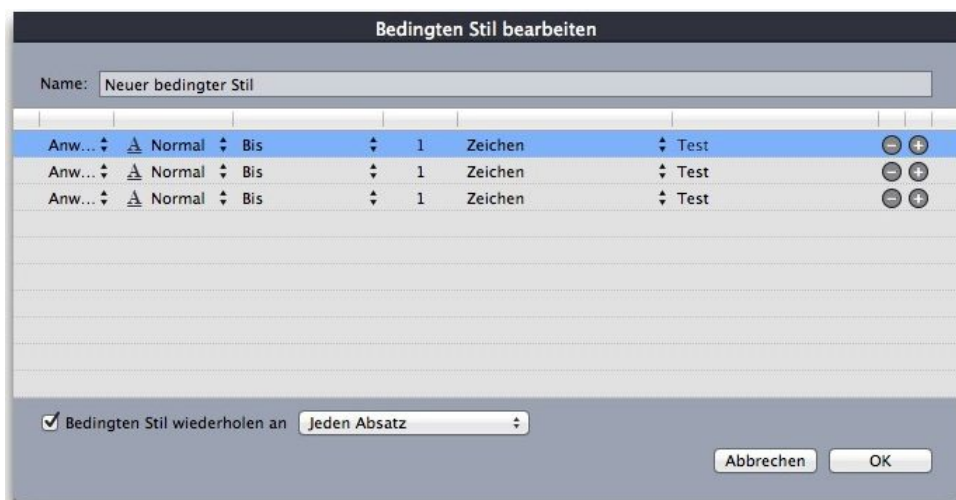 Bedingten Stil bearbeiten
Name: Neuer bedingter Stil
Anw... A Normal Bis 1 Zeichen Test
Anw... A Normal Bis 1 Zeichen Test
Anw... A Normal Bis 1 Zeichen Test
Bedingten Stil wiederholen an Jeden Absatz
Abbrechen OK